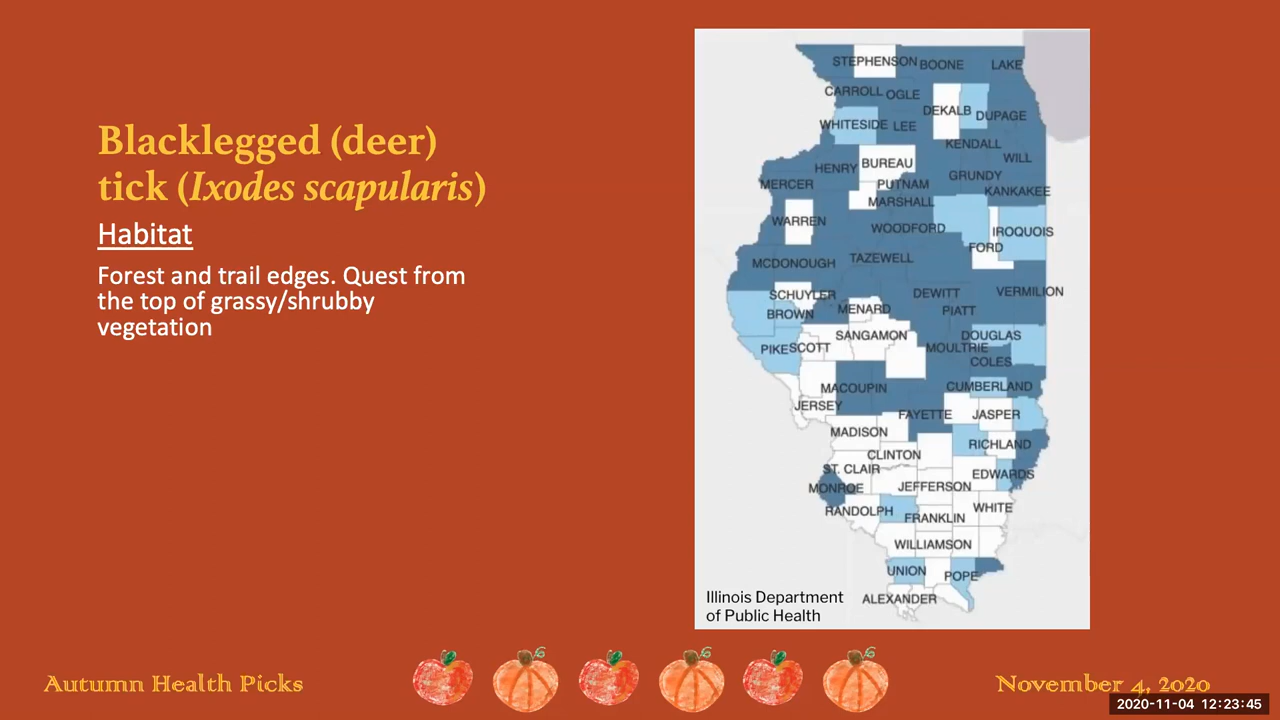 Blacklegged (deer)
tick (Ixodes scapularis)
Habitat
Forest and trail edges. Quest from
the top of grassy/shrubby
vegetation
STEPHENSON
BOONE
LAKE
CARROLL
OGLE
DEKALB
DUPAGE
WHITESIDE
LEE
KENDALL
WILL
HENRY
BUREAU
GRUNDY
MERCER
PUTNAM
KANKAKEE
MARSHALL
WARREN
WOODFORD
IROQUOIS
FORD
MCDONOUGH
TAZEWELL
SCHUYLER
DEWITT
VERMILION
BROWN
MENARD
PIATT
SANGAMON
DOUGLAS
PIKE
SCOTT
MOULTRIE
COLES
MACOUPIN
CUMBERLAND
JERSEY
FAYETTE
JASPER
MADISON
RICHLAND
CLINTON
ST. CLAIR
EDWARDS
MONROE
JEFFERSON
RANDOLPH
FRANKLIN
WHITE
WILLIAMSON
UNION
POPE
ALEXANDER
Illinois Department
of Public Health
Autumn Health Picks
November 4, 2020
2020-11-04 12:23:45